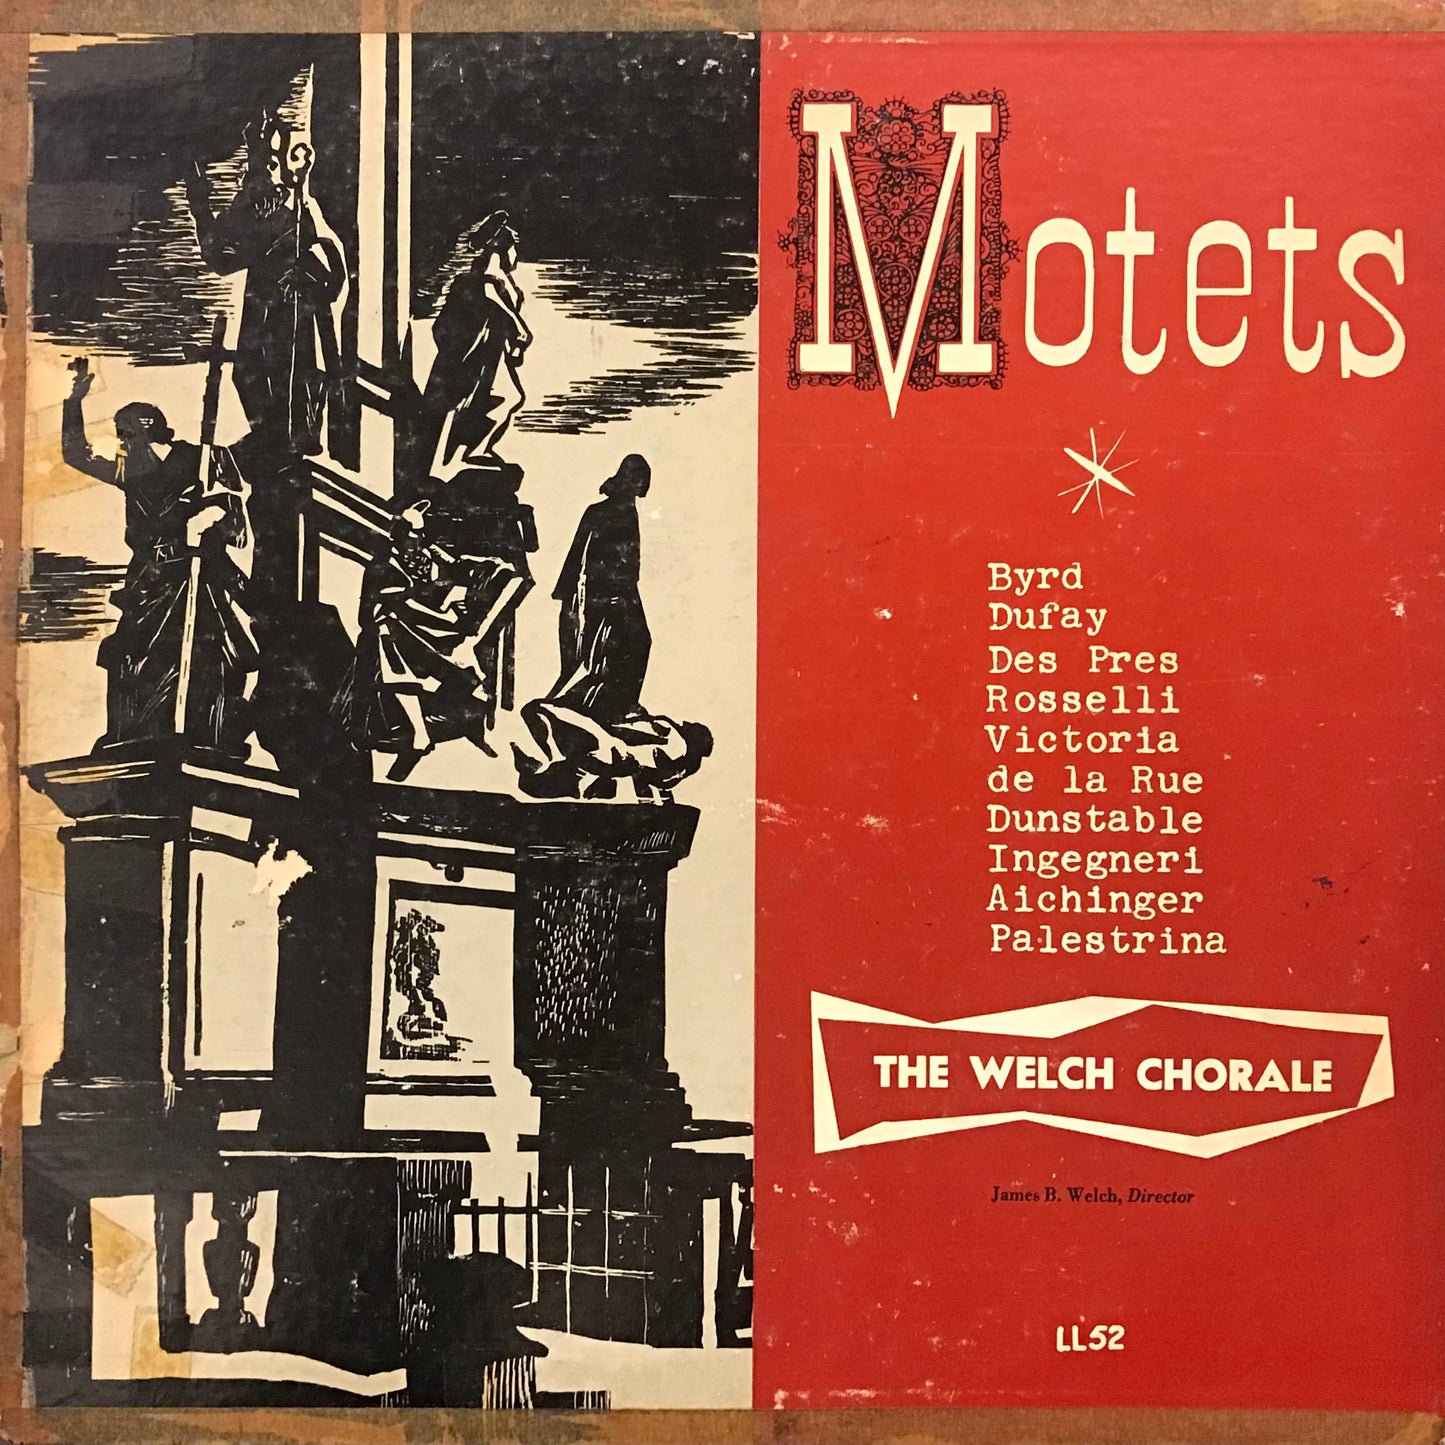 Motets
Byrd
Dufay
Des Pres
Rosselli
Victoria
de la Rue
Dunstable
Ingegneri
Aichinger
Palestrina
THE WELCH CHORALE
James B. Welch, Director
LL52